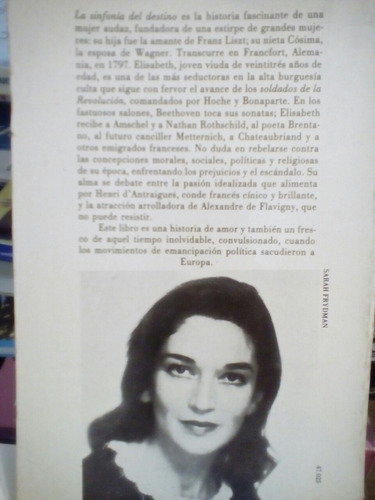 La sinfonía del destino es la historia fascinante de una
mujer audaz, fundadora de una estirpe de grandes muje-
res: su hija fue la amante de Franz Liszt; su nieta Cósima,
la esposa de Wagner. Transcurre en Francfort, Alema-
nia, en 1797. Elisabeth, joven viuda de veintitrés años de
edad, es una de las más seductoras en la alta burguesía
culta que sigue con fervor el avance de los soldados de la
Revolución, comandados por Hoche y Bonaparte. En los
fastuosos salones, Beethoven toca sus sonatas; Elisabeth
recibe a Amschel y a Nathan Rothschild, al poeta Brenta-
no, al futuro canciller Metternich, a Chateaubriand y a
otros emigrados franceses. No duda en rebelarse contra
las concepciones morales, sociales, políticas y religiosas
de su época, enfrentando los prejuicios y el escándalo. Su
alma se debate entre la pasión idealizada que alimenta
por Henri d'Antraigues, conde francés cínico y brillante,
y la atracción arrolladora de Alexandre de Flavigny, que
no puede resistir.
Este libro es una historia de amor y también un fres-
co de aquel tiempo inolvidable, convulsionado, cuando
los movimientos de emancipación política sacudieron a
Europa.
SARAH FRYDMAN